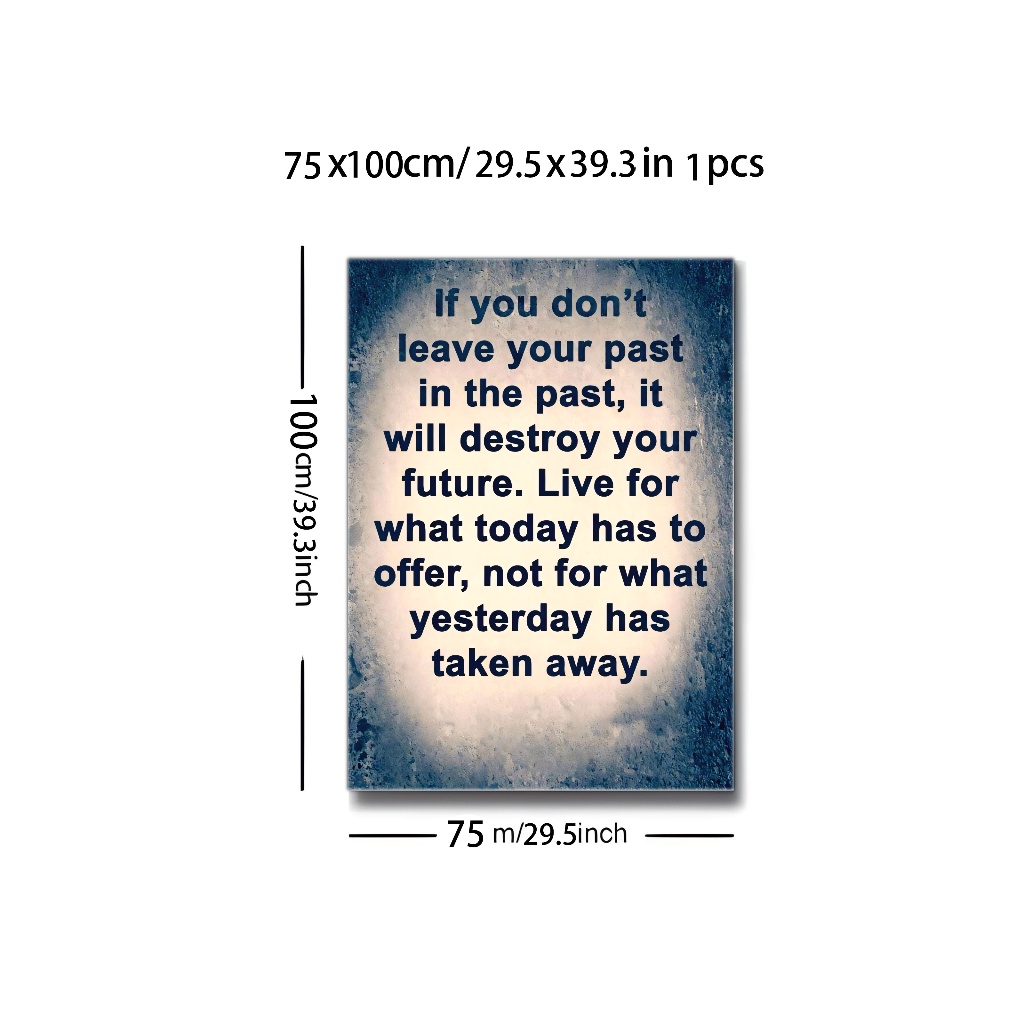 75x100cm/29.5x39.3in 1pcs
If you don’t
leave your past
in the past, it
will destroy your
future. Live for
what today has to
offer, not for what
yesterday has
taken away.
100cm/39.3inch
75 m/29.5inch